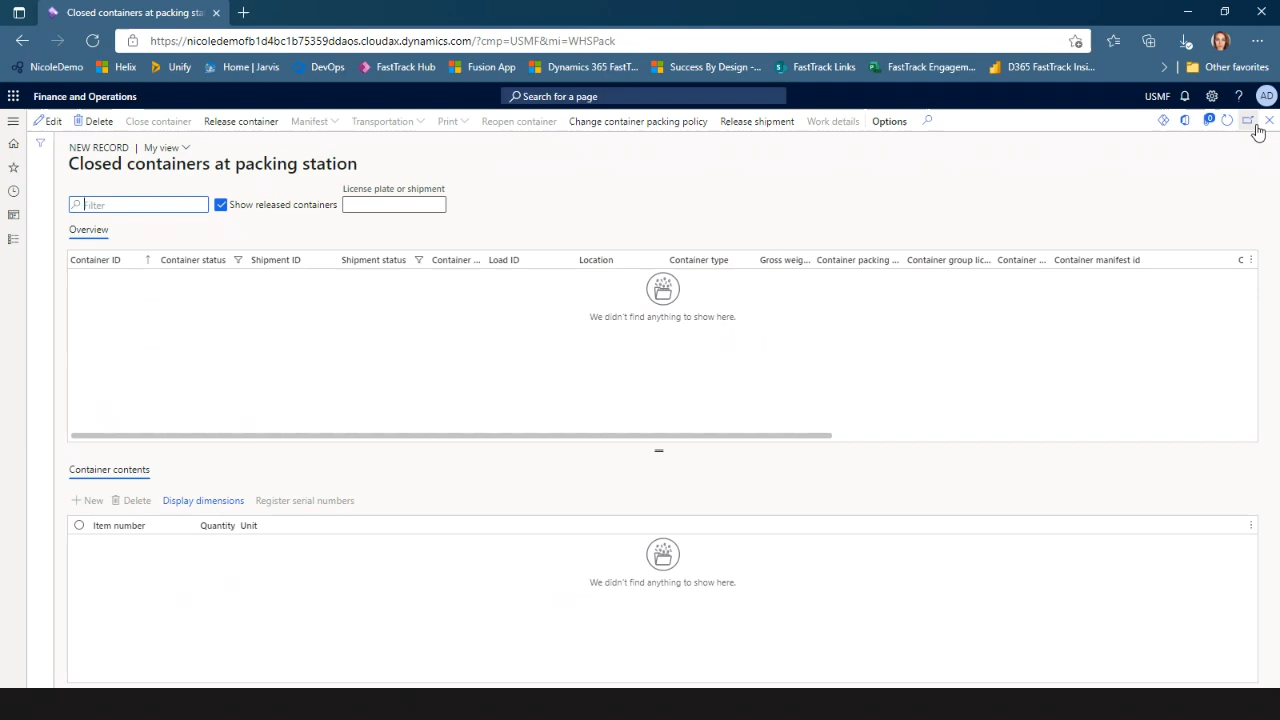 Closed containers at packing sta
https://nicoledemofb1d4bc1b75359ddaos.cloudax.dynamics.com/?cmp=USMF&mi=WHSPack
NicoleDemo Helix Unify Home | Jarvis DevOps FastTrack Hub Fusion App Dynamics 365 FastT... Success By Design -... FastTrack Links FastTrack Engagem... D365 FastTrack Insi... Other favorites
Finance and Operations Search for a page USMF ? AD
Edit Delete Close container Release container Manifest Transportation Print Reopen container Change container packing policy Release shipment Work details Options 0
NEW RECORD | My view
Closed containers at packing station
License plate or shipment
Filter Show released containers
Overview
Container ID Container status Shipment ID Shipment status Container ... Load ID Location Container type Gross weig... Container packing ... Container group lic... Container ... Container manifest id C
We didn't find anything to show here.
Container contents
New Delete Display dimensions Register serial numbers
Item number Quantity Unit
We didn't find anything to show here.